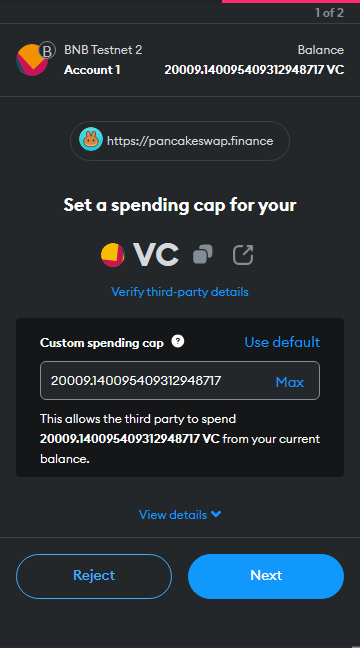 1 of 2
BNB Testnet 2 Balance
B
Account 1 20009.140095409312948717 VC
https://pancakeswap.finance
Set a spending cap for your
VC
Verify third-party details
Custom spending cap ? Use default
20009.140095409312948717 Max
This allows the third party to spend
20009.140095409312948717 VC from your current
balance.
View details
Reject Next